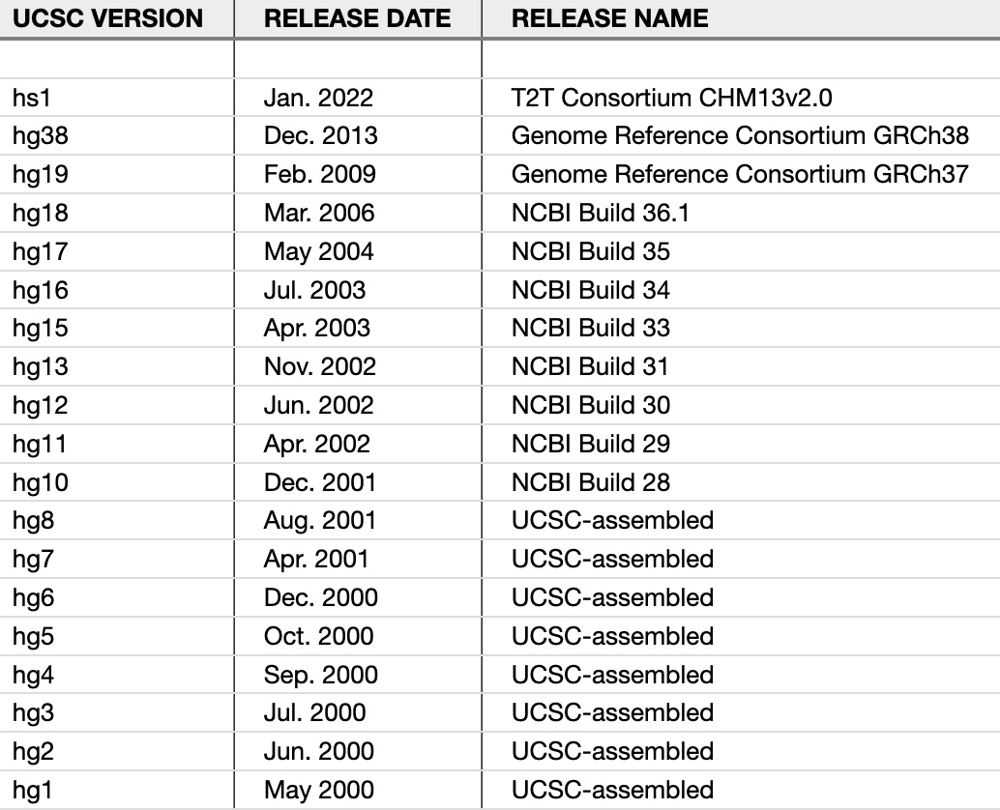 UCSC VERSION RELEASE DATE RELEASE NAME
hs1 Jan. 2022 T2T Consortium CHM13v2.0
hg38 Dec. 2013 Genome Reference Consortium GRCh38
hg19 Feb. 2009 Genome Reference Consortium GRCh37
hg18 Mar. 2006 NCBI Build 36.1
hg17 May 2004 NCBI Build 35
hg16 Jul. 2003 NCBI Build 34
hg15 Apr. 2003 NCBI Build 33
hg13 Nov. 2002 NCBI Build 31
hg12 Jun. 2002 NCBI Build 30
hg11 Apr. 2002 NCBI Build 29
hg10 Dec. 2001 NCBI Build 28
hg8 Aug. 2001 UCSC-assembled
hg7 Apr. 2001 UCSC-assembled
hg6 Dec. 2000 UCSC-assembled
hg5 Oct. 2000 UCSC-assembled
hg4 Sep. 2000 UCSC-assembled
hg3 Jul. 2000 UCSC-assembled
hg2 Jun. 2000 UCSC-assembled
hg1 May 2000 UCSC-assembled